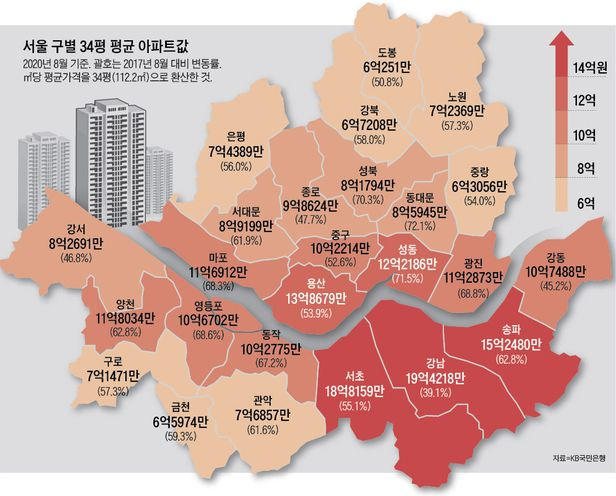 서울 구별 34평 평균 아파트값
2020년 8월 기준. 괄호는 2017년 8월 대비 변동률.
㎡당 평균가격을 34평(112.2㎡)으로 환산한 것.
14억원
12억
10억
8억
6억
도봉
6억251만
(50.8%)
강북
6억7208만
(58.0%)
노원
7억2369만
(57.3%)
은평
7억4389만
(56.0%)
성북
8억1794만
(70.3%)
중랑
6억3056만
(54.0%)
종로
9억8624만
(47.7%)
동대문
8억5945만
(72.1%)
서대문
8억9199만
(61.9%)
강서
8억2691만
(46.8%)
마포
11억6912만
(68.3%)
중구
10억2214만
(52.6%)
성동
12억2186만
(71.5%)
광진
11억2873만
(68.8%)
강동
10억7488만
(45.2%)
용산
13억8679만
(53.9%)
양천
11억8034만
(62.8%)
영등포
10억6702만
(68.6%)
동작
10억2775만
(67.2%)
송파
15억2480만
(62.8%)
구로
7억1471만
(57.3%)
서초
18억8159만
(55.1%)
강남
19억4218만
(39.1%)
금천
6억5974만
(59.3%)
관악
7억6857만
(61.6%)
자료=KB국민은행